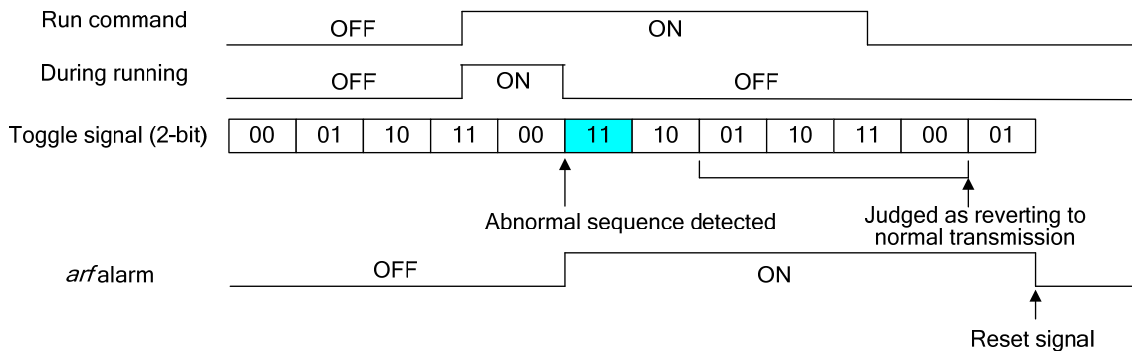 Run command
OFF
ON
During running
OFF
ON
OFF
Toggle signal (2-bit)
00 01 10 11 00 11 10 01 10 11 00 01
Abnormal sequence detected
Judged as reverting to
normal transmission
arf alarm
OFF
ON
Reset signal